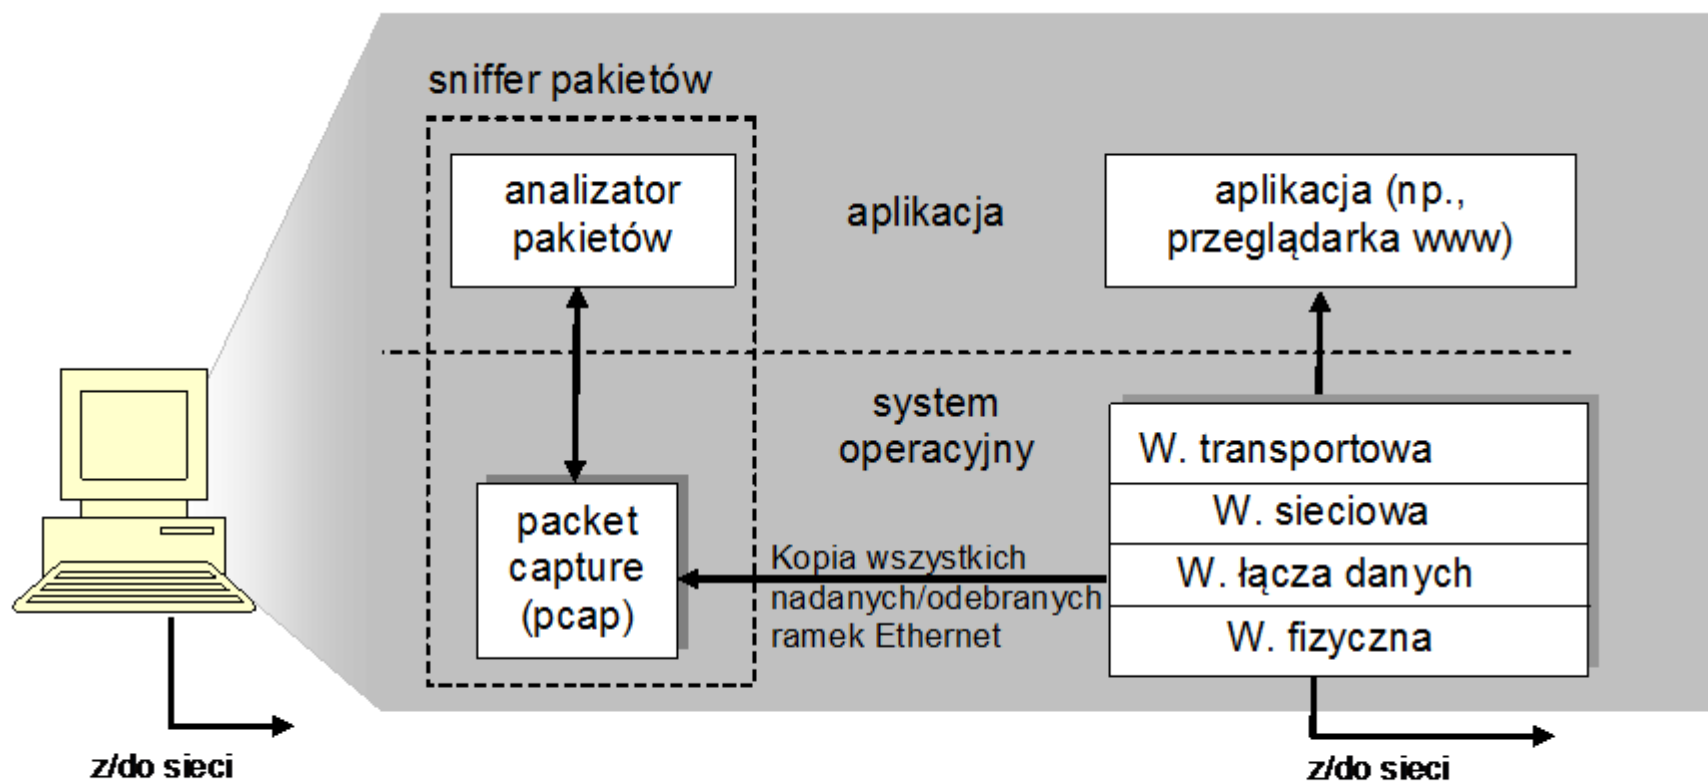 sniffer pakietów
analizator
pakietów
aplikacja
aplikacja (np.,
przeglądarka www)
system
operacyjny
packet
capture
(pcap)
Kopia wszystkich
nadanych/odebranych
ramek Ethernet
W. transportowa
W. sieciowa
W. łącza danych
W. fizyczna
z/do sieci
z/do sieci